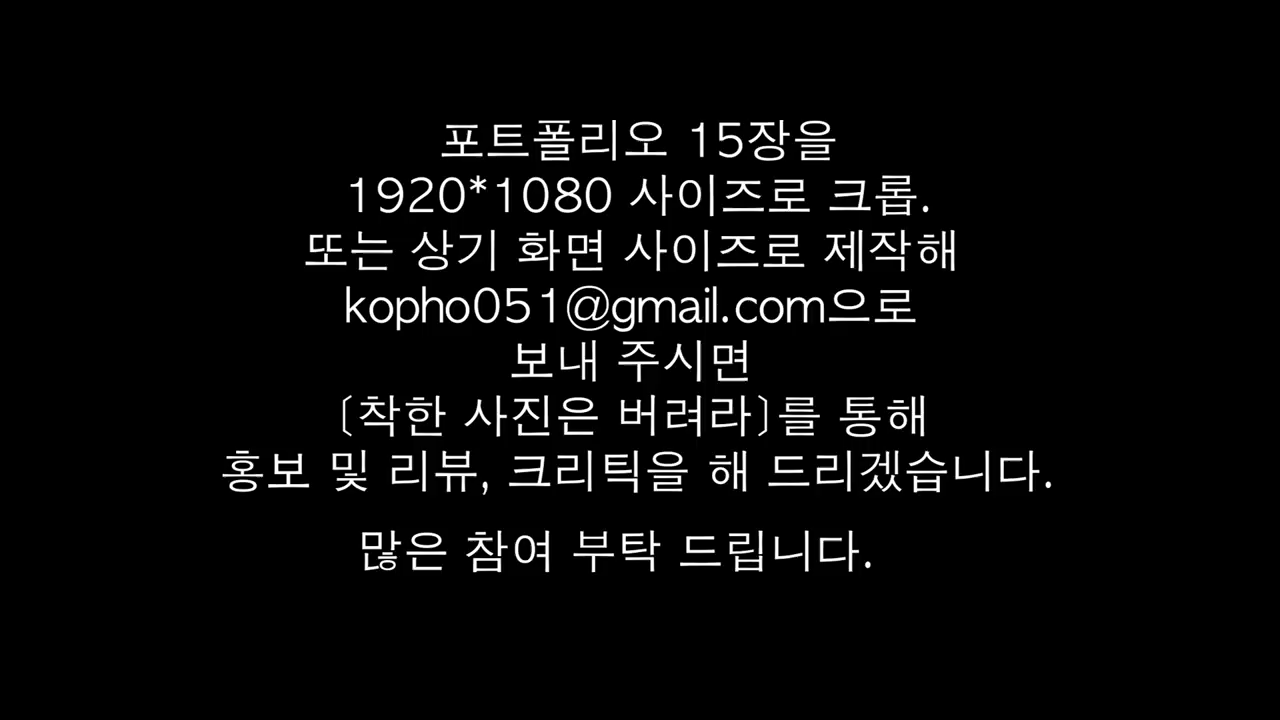 포트폴리오 15장을
1920*1080 사이즈로 크롭.
또는 상기 화면 사이즈로 제작해
kopho051@gmail.com으로
보내 주시면
〔착한 사진은 버려라〕를 통해
홍보 및 리뷰, 크리틱을 해 드리겠습니다.
많은 참여 부탁 드립니다.